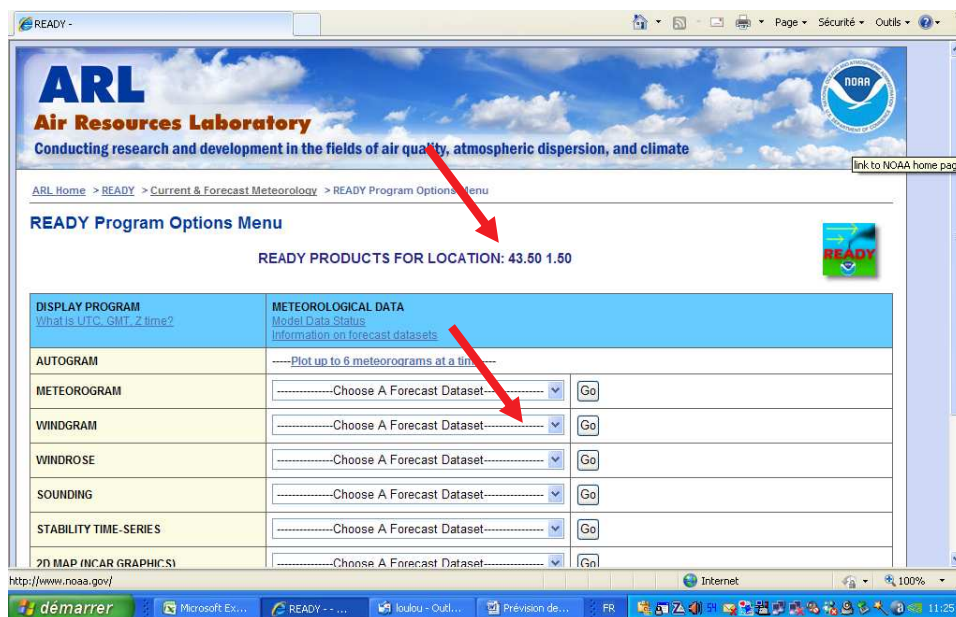 READY -
Page Sécurité Outils
ARL
Air Resources Laboratory
Conducting research and development in the fields of air quality, atmospheric dispersion, and climate
NOAA
link to NOAA home pag
ARL Home > READY > Current & Forecast Meteorology > READY Program Options Menu
READY Program Options Menu
READY PRODUCTS FOR LOCATION: 43.50 1.50
READY
DISPLAY PROGRAM
What is UTC, GMT, Z time?
METEOROLOGICAL DATA
Model Data Status
Information on forecast datasets
AUTOGRAM
-----Plot up to 6 meteorograms at a time-----
METEOROGRAM
---------------Choose A Forecast Dataset---------------- Go
WINDGRAM
---------------Choose A Forecast Dataset---------------- Go
WINDROSE
---------------Choose A Forecast Dataset---------------- Go
SOUNDING
---------------Choose A Forecast Dataset---------------- Go
STABILITY TIME-SERIES
---------------Choose A Forecast Dataset---------------- Go
2D MAP (NCAR GRAPHICS)
---------------Choose A Forecast Dataset---------------- Go
http://www.noaa.gov/
Internet
100%
démarrer
Microsoft Ex...
READY - - ...
loulou - Outl...
Prévision de...
FR
11:25